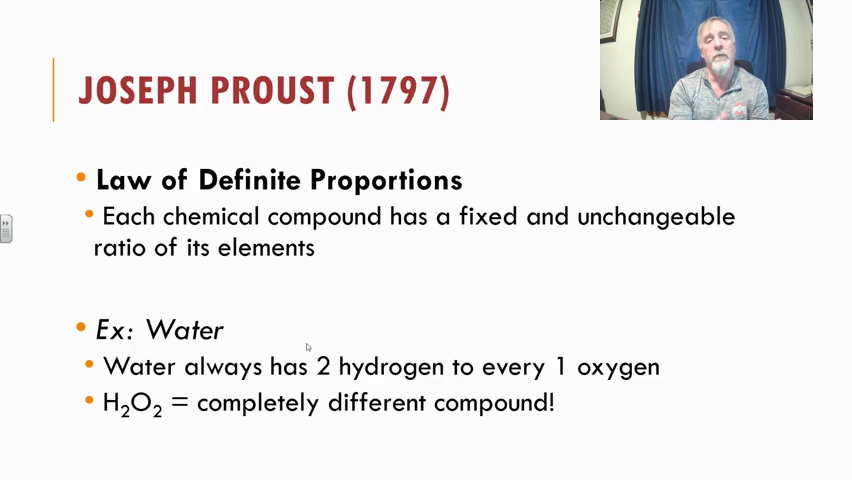 JOSEPH PROUST (1797)
• Law of Definite Proportions
• Each chemical compound has a fixed and unchangeable
ratio of its elements
• Ex: Water
• Water always has 2 hydrogen to every 1 oxygen
• H₂O₂ = completely different compound!